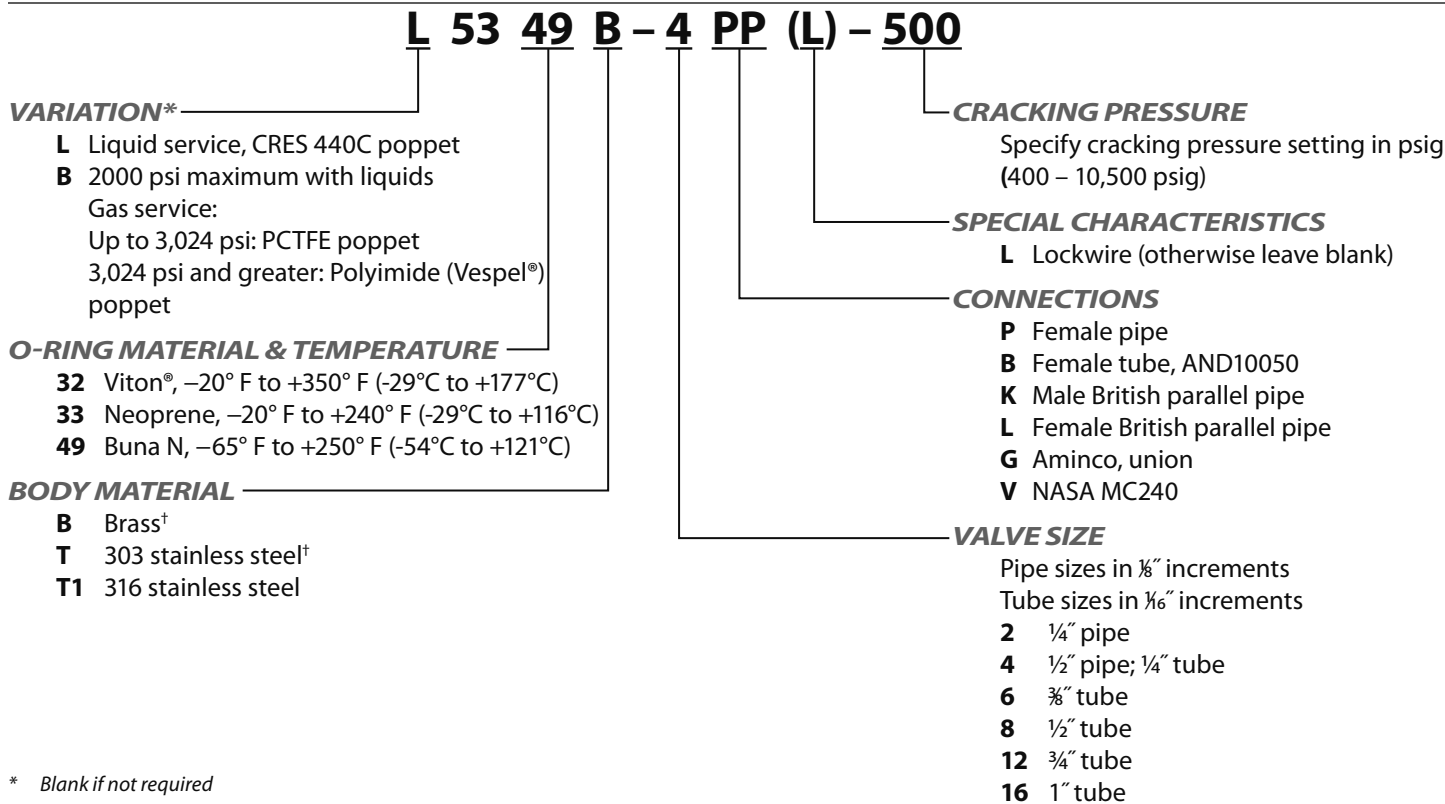 L 53 49 B – 4 PP (L) – 500
VARIATION*
L Liquid service, CRES 440C poppet
B 2000 psi maximum with liquids
Gas service:
Up to 3,024 psi: PCTFE poppet
3,024 psi and greater: Polyimide (Vespel®)
poppet
O-RING MATERIAL & TEMPERATURE
32 Viton®, –20° F to +350° F (-29°C to +177°C)
33 Neoprene, –20° F to +240° F (-29°C to +116°C)
49 Buna N, –65° F to +250° F (-54°C to +121°C)
BODY MATERIAL
B Brass†
T 303 stainless steel†
T1 316 stainless steel
* Blank if not required
CRACKING PRESSURE
Specify cracking pressure setting in psig
(400 – 10,500 psig)
SPECIAL CHARACTERISTICS
L Lockwire (otherwise leave blank)
CONNECTIONS
P Female pipe
B Female tube, AND10050
K Male British parallel pipe
L Female British parallel pipe
G Aminco, union
V NASA MC240
VALVE SIZE
Pipe sizes in ⅛˝ increments
Tube sizes in 1⁄16˝ increments
2 ¼˝ pipe
4 ½˝ pipe; ¼˝ tube
6 ⅜˝ tube
8 ½˝ tube
12 ¾˝ tube
16 1˝ tube